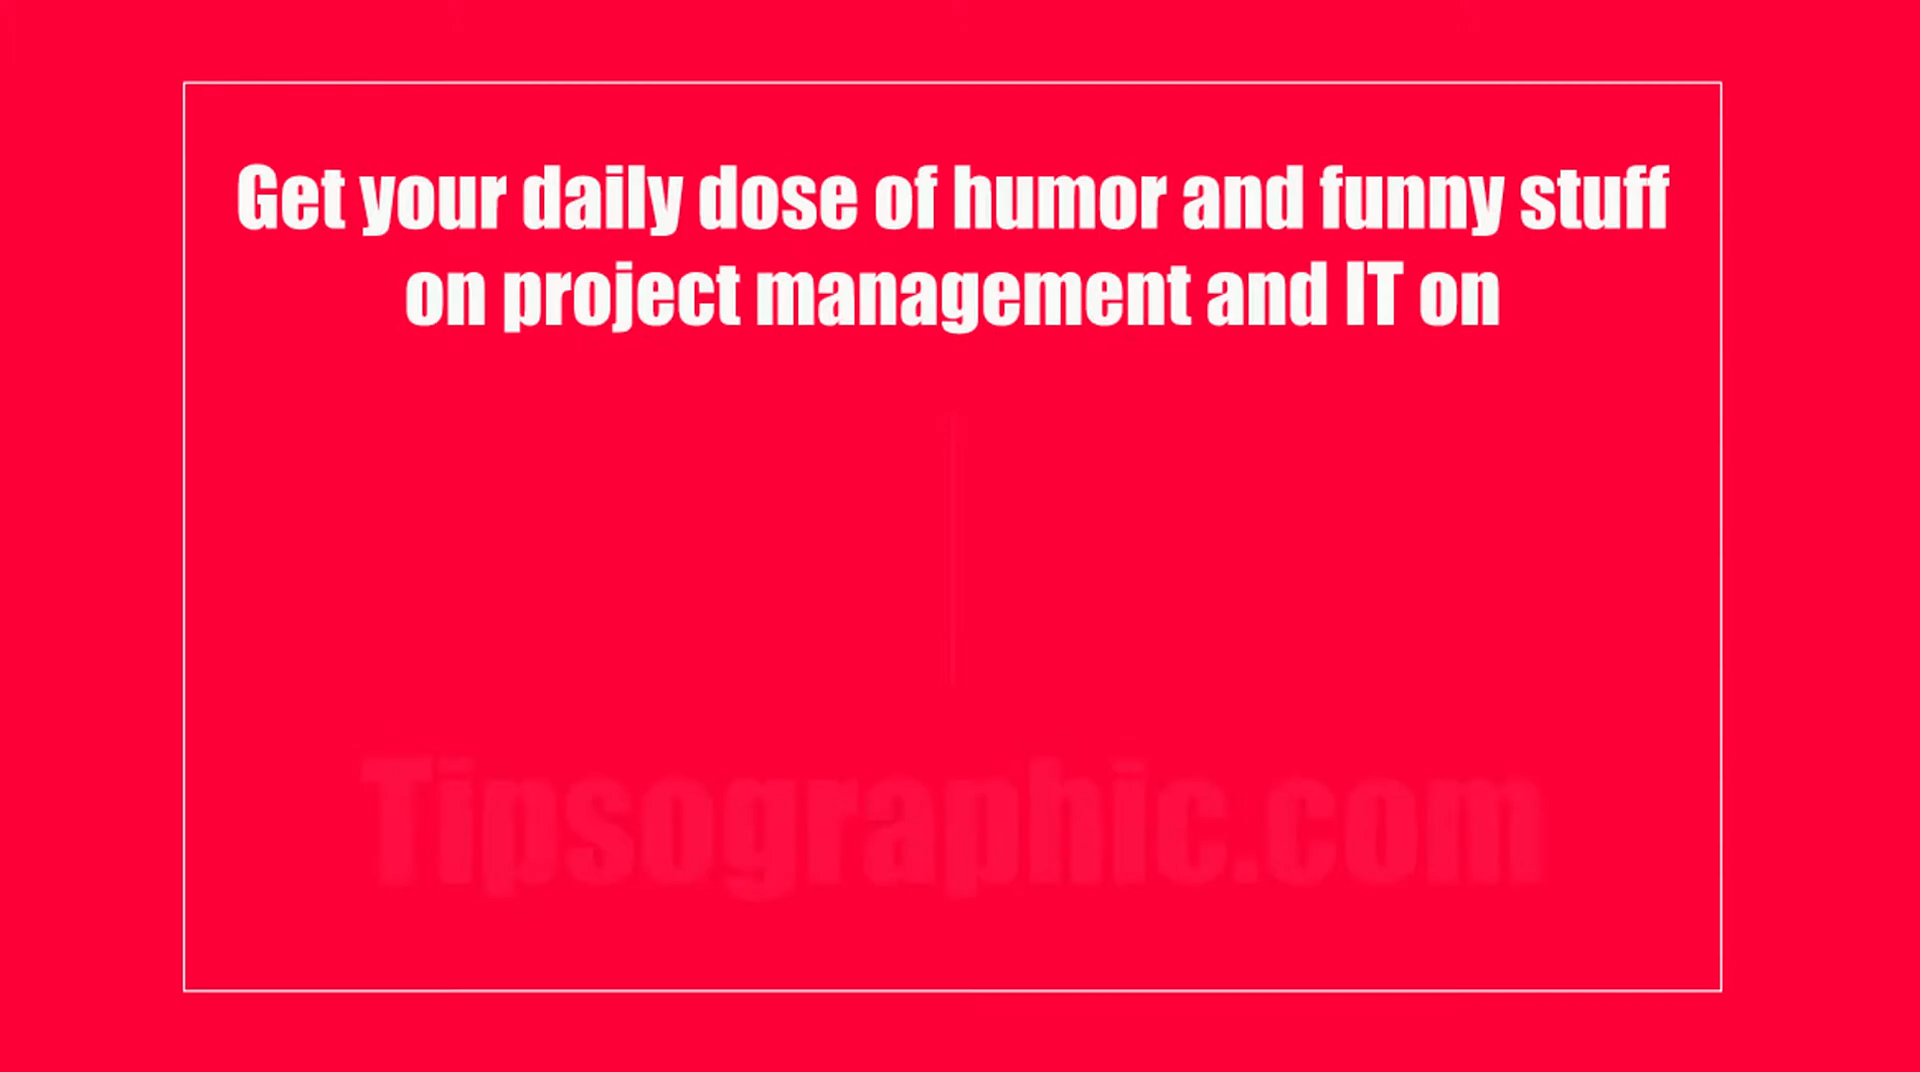 Get your daily dose of humor and funny stuff
on project management and IT on
Tipsographic.com